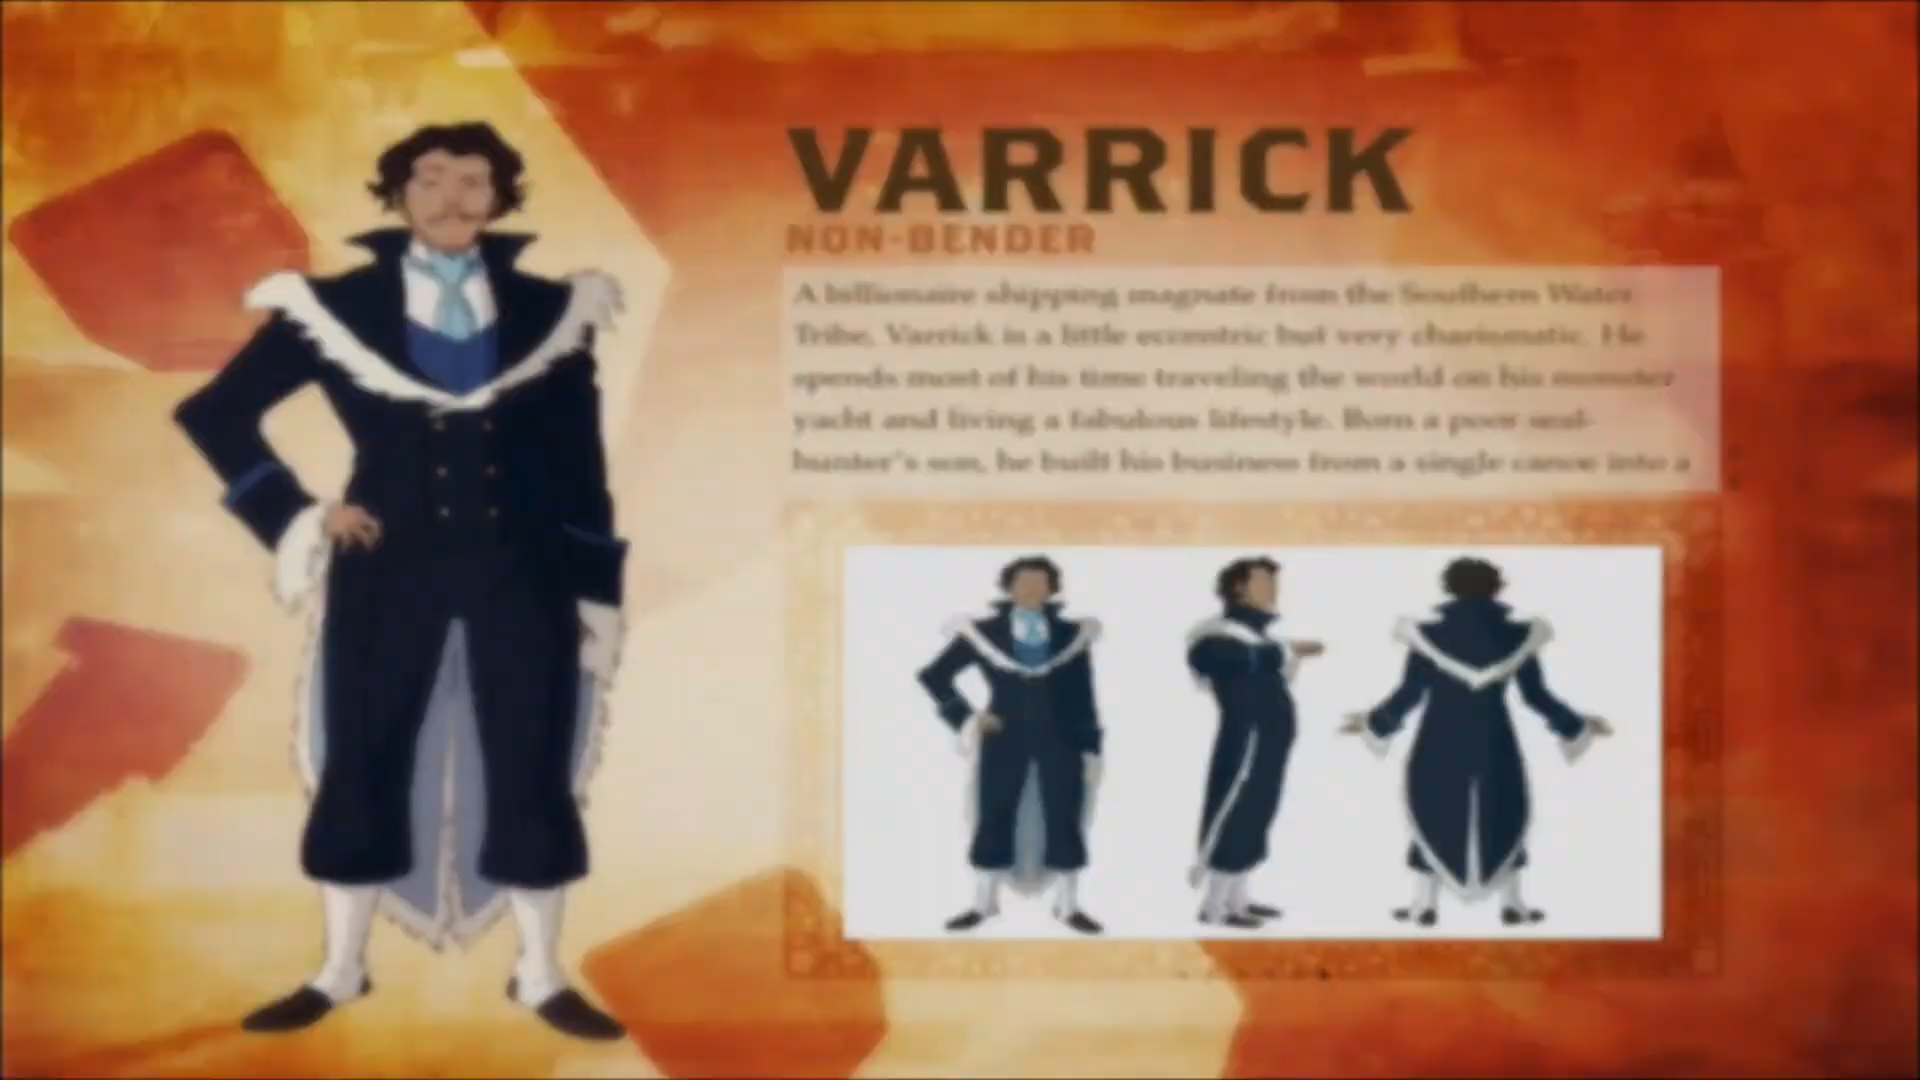 VARRICK
NON-BENDER
A billionaire shipping magnate from the Southern Water
Tribe, Varrick is a little eccentric but very charismatic. He
spends most of his time traveling the world on his monster
yacht and living a fabulous lifestyle. Born a poor seal-
hunter's son, he built his business from a single canoe into a